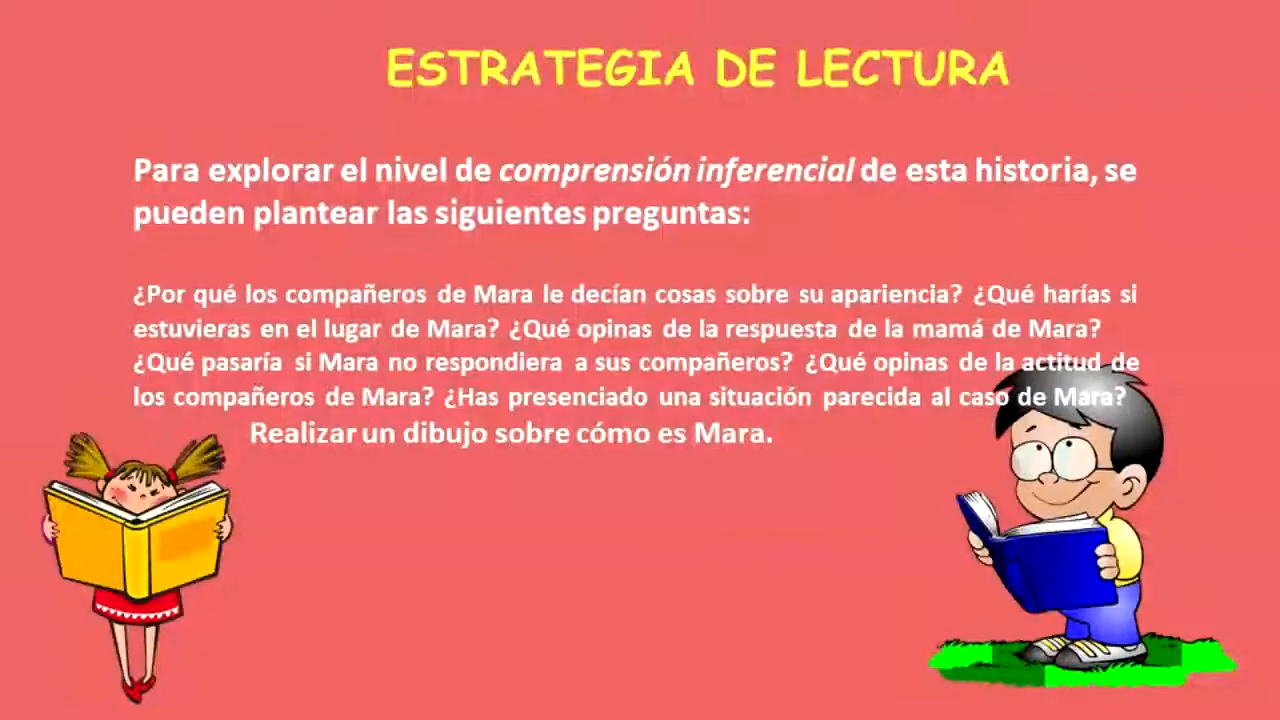 ESTRATEGIA DE LECTURA
Para explorar el nivel de comprensión inferencial de esta historia, se
pueden plantear las siguientes preguntas:
¿Por qué los compañeros de Mara le decían cosas sobre su apariencia? ¿Qué harías si
estuvieras en el lugar de Mara? ¿Qué opinas de la respuesta de la mamá de Mara?
¿Qué pasaría si Mara no respondiera a sus compañeros? ¿Qué opinas de la actitud de
los compañeros de Mara? ¿Has presenciado una situación parecida al caso de Mara?
Realizar un dibujo sobre cómo es Mara.